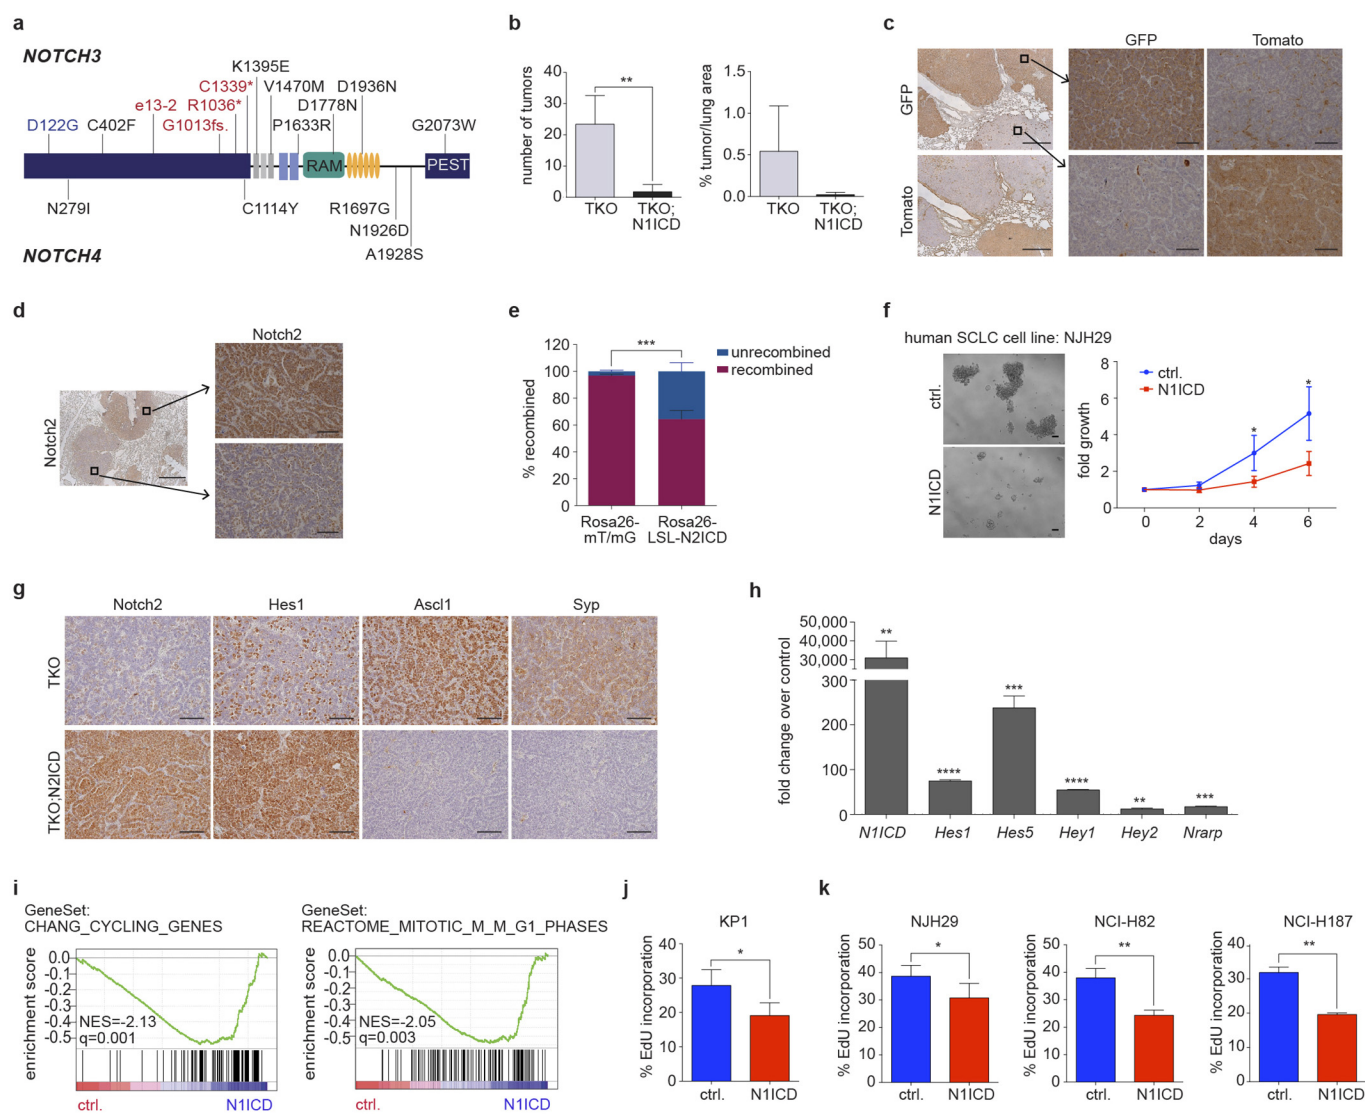 a
NOTCH3
K1395E
C1339*
V1470M
D1936N
e13-2
R1036*
D1778N
D122G
C402F
G1013fs.
P1633R
G2073W
RAM
PEST
N279I
C1114Y
R1697G
N1926D
A1928S
NOTCH4
b
number of tumors
40
30
20
10
0
**
TKO
TKO;
N1ICD
% tumor/lung area
1.5
1.0
0.5
0.0
TKO
TKO;
N1ICD
c
GFP
Tomato
GFP
Tomato
d
Notch2
Notch2
e
% recombined
120
100
80
60
40
20
0
***
unrecombined
recombined
Rosa26-
mT/mG
Rosa26-
LSL-N2ICD
f
human SCLC cell line: NJH29
ctrl.
N1ICD
fold growth
8
6
4
2
0
ctrl.
N1ICD
*
*
0 2 4 6
days
g
Notch2 Hes1 Ascl1 Syp
TKO
TKO;N2ICD
h
fold change over control
50,000
40,000
30,000
300
200
100
0
**
****
***
****
**
***
N1ICD Hes1 Hes5 Hey1 Hey2 Nrarp
i
GeneSet:
CHANG_CYCLING_GENES
enrichment score
0.0
-0.1
-0.2
-0.3
-0.4
-0.5
NES=-2.13
q=0.001
ctrl. N1ICD
GeneSet:
REACTOME_MITOTIC_M_M_G1_PHASES
enrichment score
0.0
-0.1
-0.2
-0.3
-0.4
-0.5
NES=-2.05
q=0.003
ctrl. N1ICD
j
KP1
% EdU incorporation
40
30
20
10
0
*
ctrl. N1ICD
k
NJH29
% EdU incorporation
50
40
30
20
10
0
*
ctrl. N1ICD
NCI-H82
% EdU incorporation
50
40
30
20
10
0
**
ctrl. N1ICD
NCI-H187
% EdU incorporation
40
30
20
10
0
**
ctrl. N1ICD